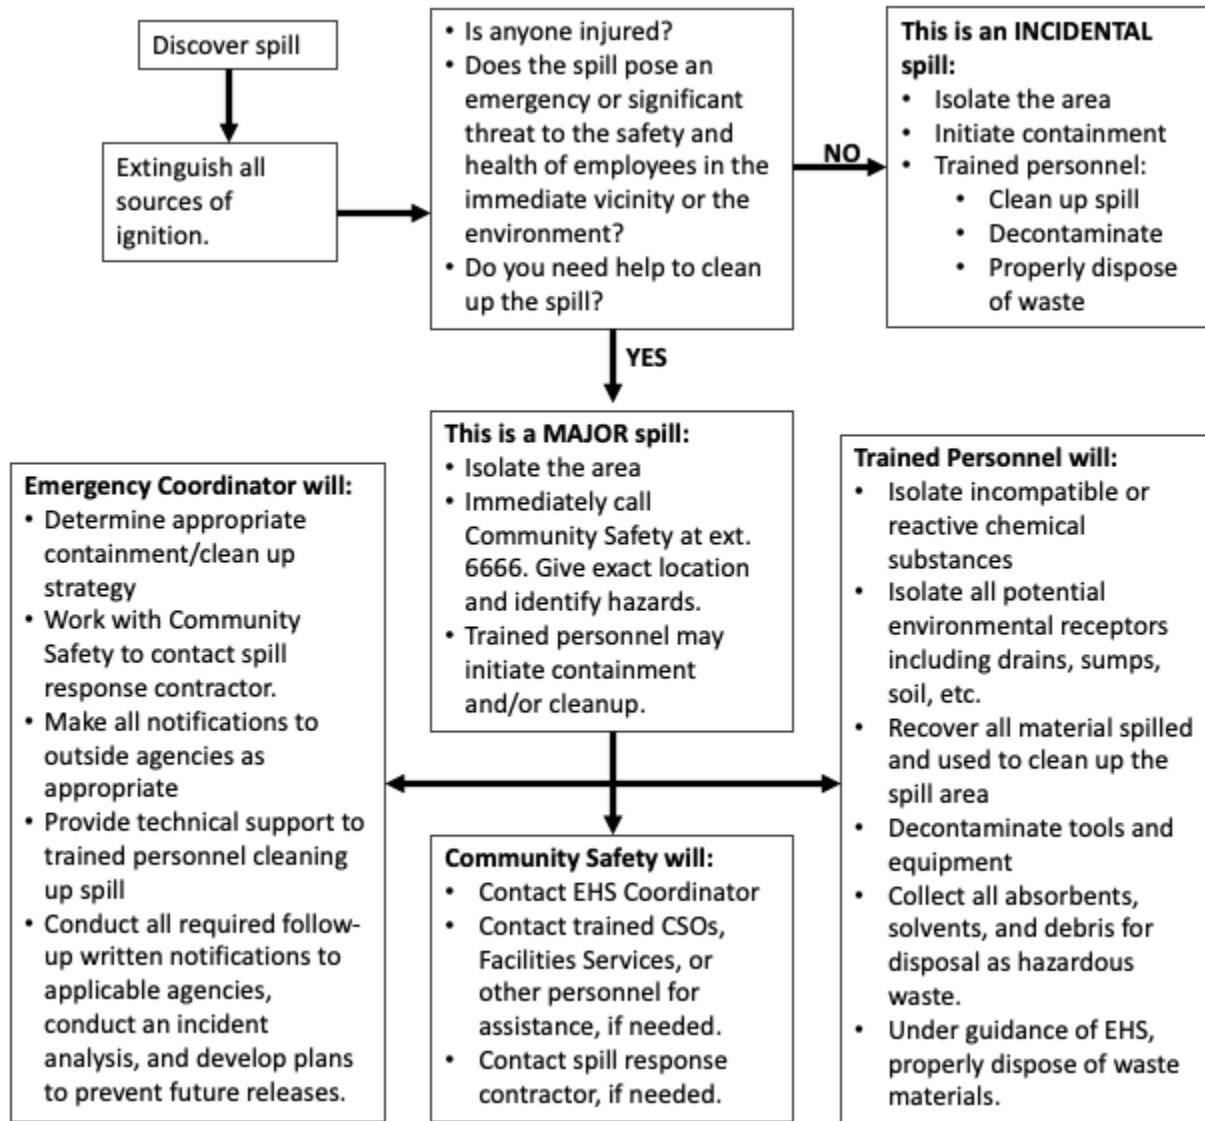 Discover spill
Extinguish all
sources of
ignition.
• Is anyone injured?
• Does the spill pose an
emergency or significant
threat to the safety and
health of employees in the
immediate vicinity or the
environment?
• Do you need help to clean
up the spill?
NO
This is an INCIDENTAL
spill:
• Isolate the area
• Initiate containment
• Trained personnel:
• Clean up spill
• Decontaminate
• Properly dispose
of waste
YES
This is a MAJOR spill:
• Isolate the area
• Immediately call
Community Safety at ext.
6666. Give exact location
and identify hazards.
• Trained personnel may
initiate containment
and/or cleanup.
Emergency Coordinator will:
• Determine appropriate
containment/clean up
strategy
• Work with Community
Safety to contact spill
response contractor.
• Make all notifications to
outside agencies as
appropriate
• Provide technical support to
trained personnel cleaning
up spill
• Conduct all required follow-
up written notifications to
applicable agencies,
conduct an incident
analysis, and develop plans
to prevent future releases.
Community Safety will:
• Contact EHS Coordinator
• Contact trained CSOs,
Facilities Services, or
other personnel for
assistance, if needed.
• Contact spill response
contractor, if needed.
Trained Personnel will:
• Isolate incompatible or
reactive chemical
substances
• Isolate all potential
environmental receptors
including drains, sumps,
soil, etc.
• Recover all material spilled
and used to clean up the
spill area
• Decontaminate tools and
equipment
• Collect all absorbents,
solvents, and debris for
disposal as hazardous
waste.
• Under guidance of EHS,
properly dispose of waste
materials.